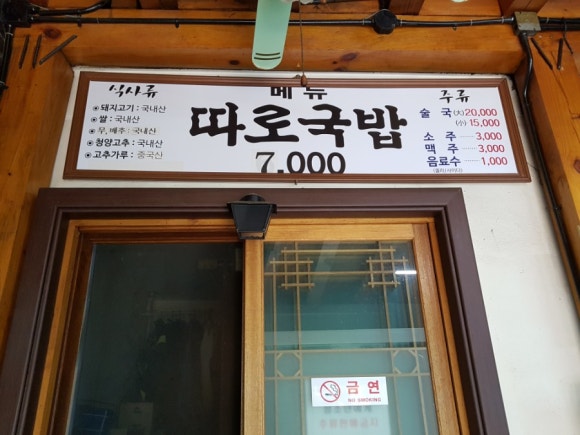 메뉴
식사류
◉ 돼지고기 : 국내산
◉ 쌀 : 국내산
◉ 무, 배추 : 국내산
◉ 청양고추 : 국내산
◉ 고추가루 : 중국산
따로국밥
7,000
주류
술 국(大) 20,000
(小) 15,000
소 주 ······ 3,000
맥 주 ······ 3,000
음료수 ······ 1,000
금연
NO SMOKING